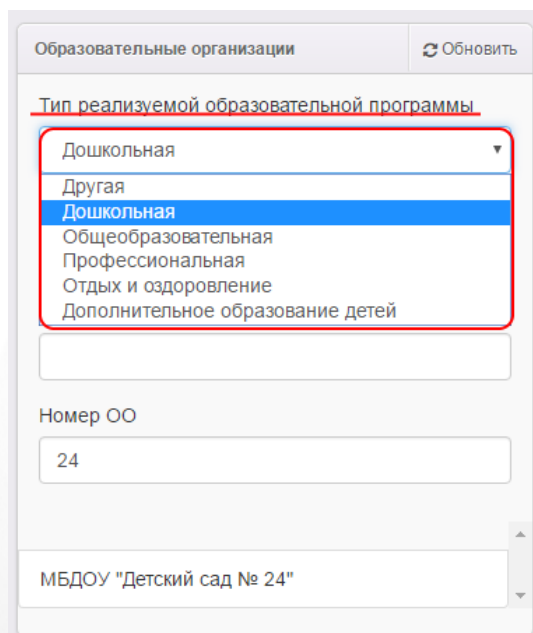 Образовательные организации
Обновить
Тип реализуемой образовательной программы
Дошкольная
Другая
Дошкольная
Общеобразовательная
Профессиональная
Отдых и оздоровление
Дополнительное образование детей
Номер ОО
24
МБДОУ "Детский сад № 24"